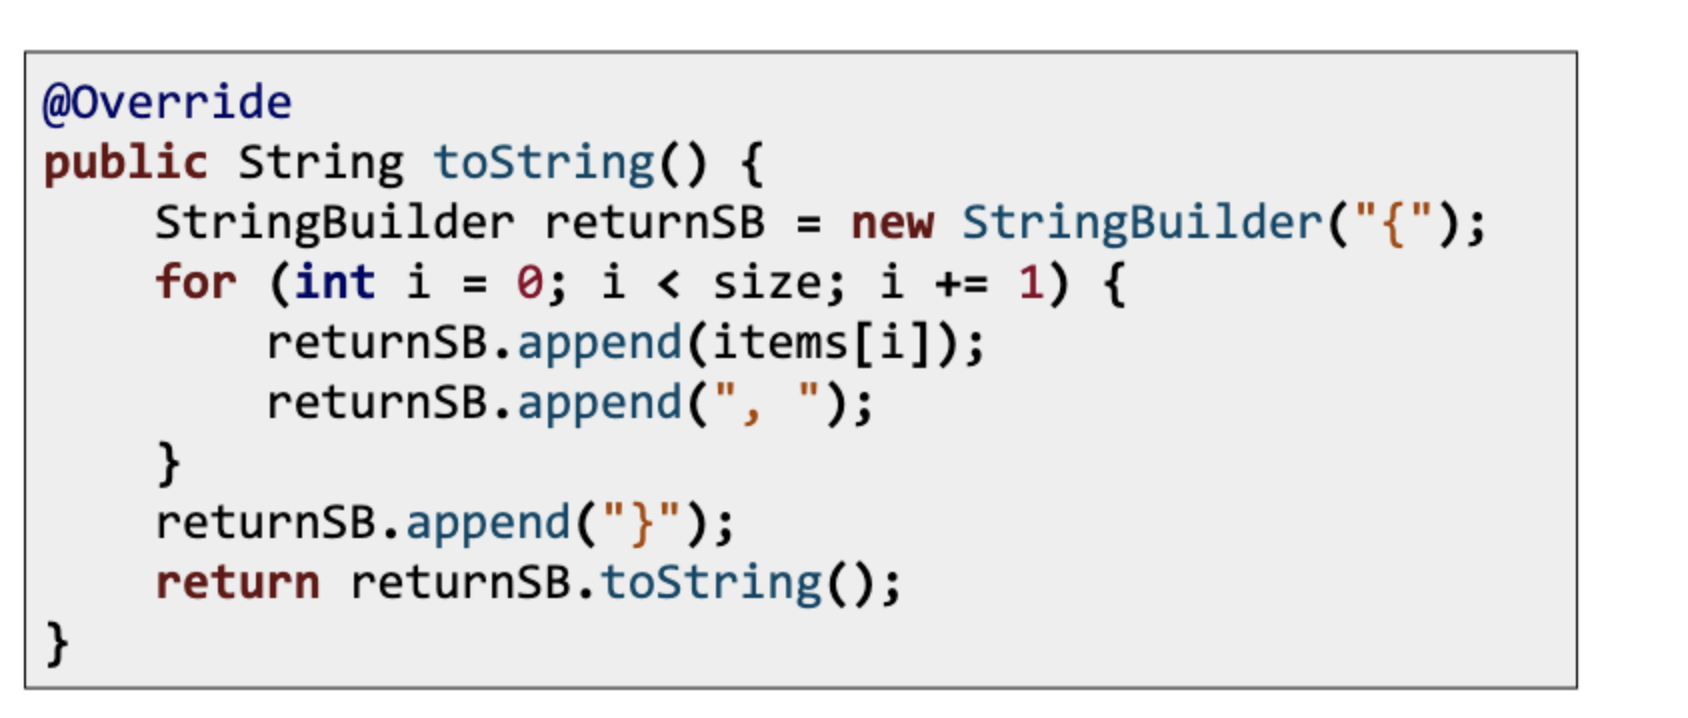 @Override
public String toString() {
    StringBuilder returnSB = new StringBuilder("{");
    for (int i = 0; i < size; i += 1) {
        returnSB.append(items[i]);
        returnSB.append(", ");
    }
    returnSB.append("}");
    return returnSB.toString();
}